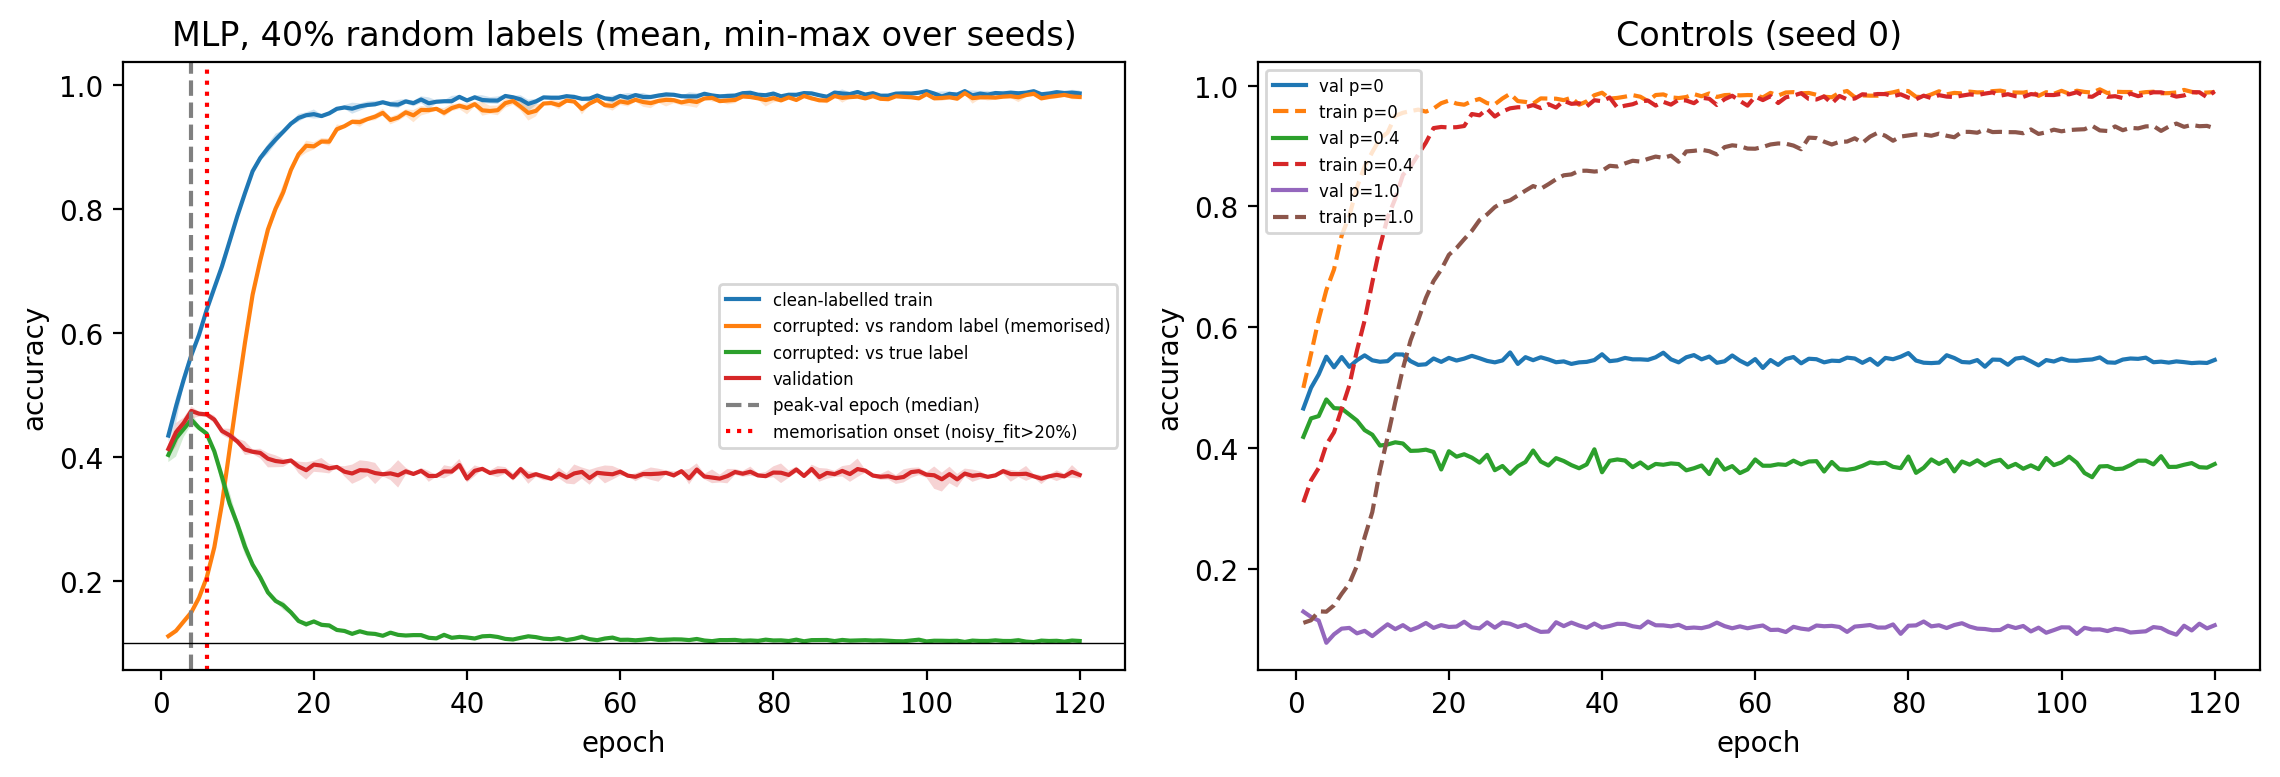 MLP, 40% random labels (mean, min-max over seeds)
accuracy
1.0
0.8
0.6
0.4
0.2
clean-labelled train
corrupted: vs random label (memorised)
corrupted: vs true label
validation
peak-val epoch (median)
memorisation onset (noisy_fit>20%)
0 20 40 60 80 100 120
epoch
Controls (seed 0)
accuracy
1.0
0.8
0.6
0.4
0.2
val p=0
train p=0
val p=0.4
train p=0.4
val p=1.0
train p=1.0
0 20 40 60 80 100 120
epoch